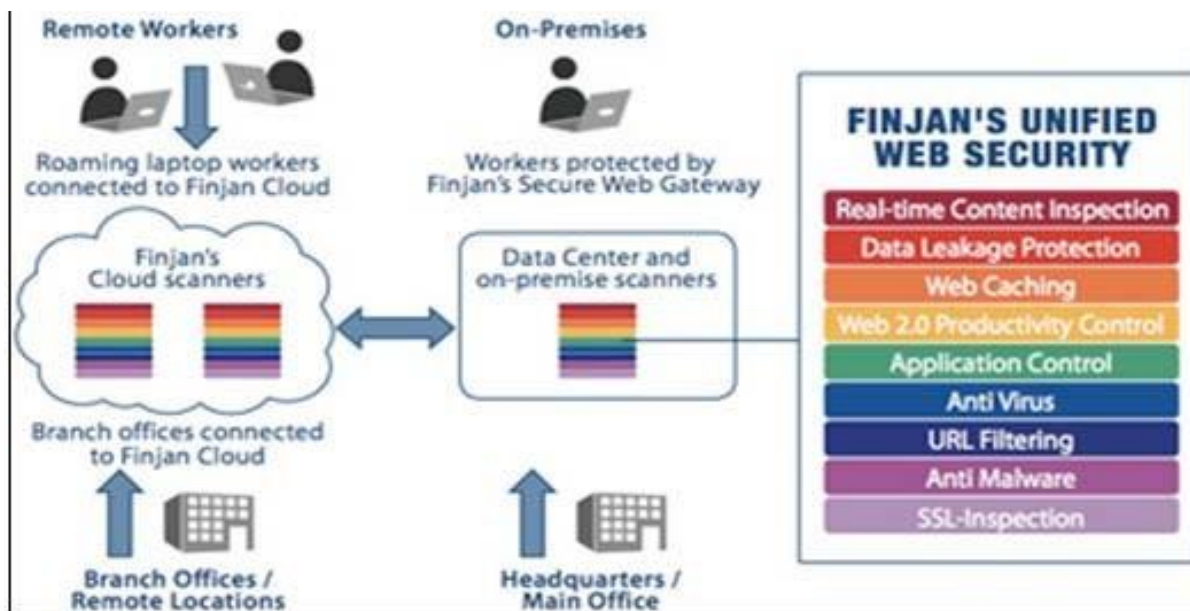 Remote Workers
Roaming laptop workers
connected to Finjan Cloud
Finjan's
Cloud scanners
Branch offices connected
to Finjan Cloud
Branch Offices /
Remote Locations
On-Premises
Workers protected by
Finjan's Secure Web Gateway
Data Center and
on-premise scanners
Headquarters /
Main Office
FINJAN'S UNIFIED
WEB SECURITY
Real-time Content Inspection
Data Leakage Protection
Web Caching
Web 2.0 Productivity Control
Application Control
Anti Virus
URL Filtering
Anti Malware
SSL-Inspection